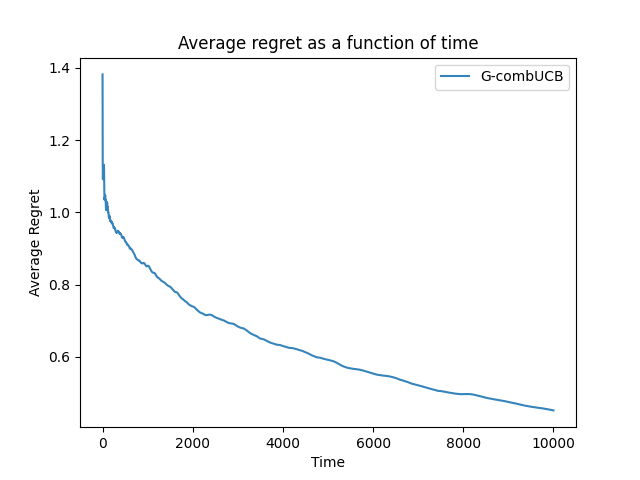 Average regret as a function of time
G-combUCB
Average Regret
1.4
1.2
1.0
0.8
0.6
0 2000 4000 6000 8000 10000
Time